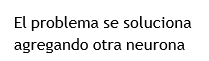 El problema se soluciona
agregando otra neurona